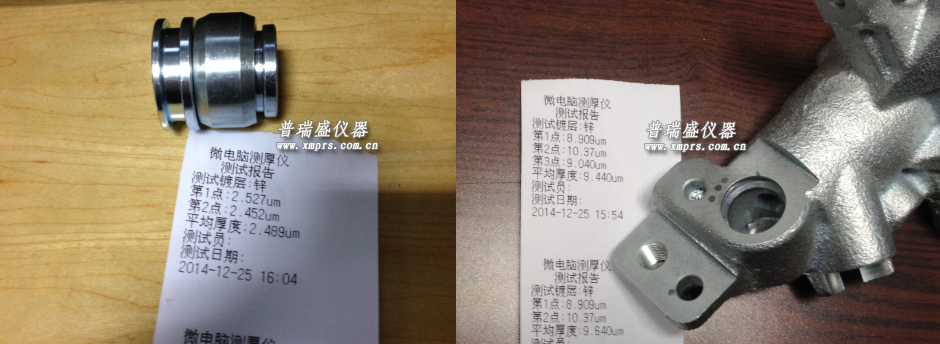 普瑞盛仪器
www.xmprs.com.cn
微电脑测厚仪
测试报告
测试镀层:锌
第1点:2.527um
第2点:2.452um
平均厚度:2.489um
测试员:
测试日期:
2014-12-25 16:04
微电脑测厚仪
测试报告
测试镀层:锌
第1点:8.909um
第2点:10.37um
第3点:9.040um
平均厚度:9.440um
测试员:
测试日期:
2014-12-25 15:54
普瑞盛仪器
www.xmprs.com.cn
微电脑测厚仪
测试报告
测试镀层:锌
第1点:8.909um
第2点:10.37um
平均厚度:9.640um